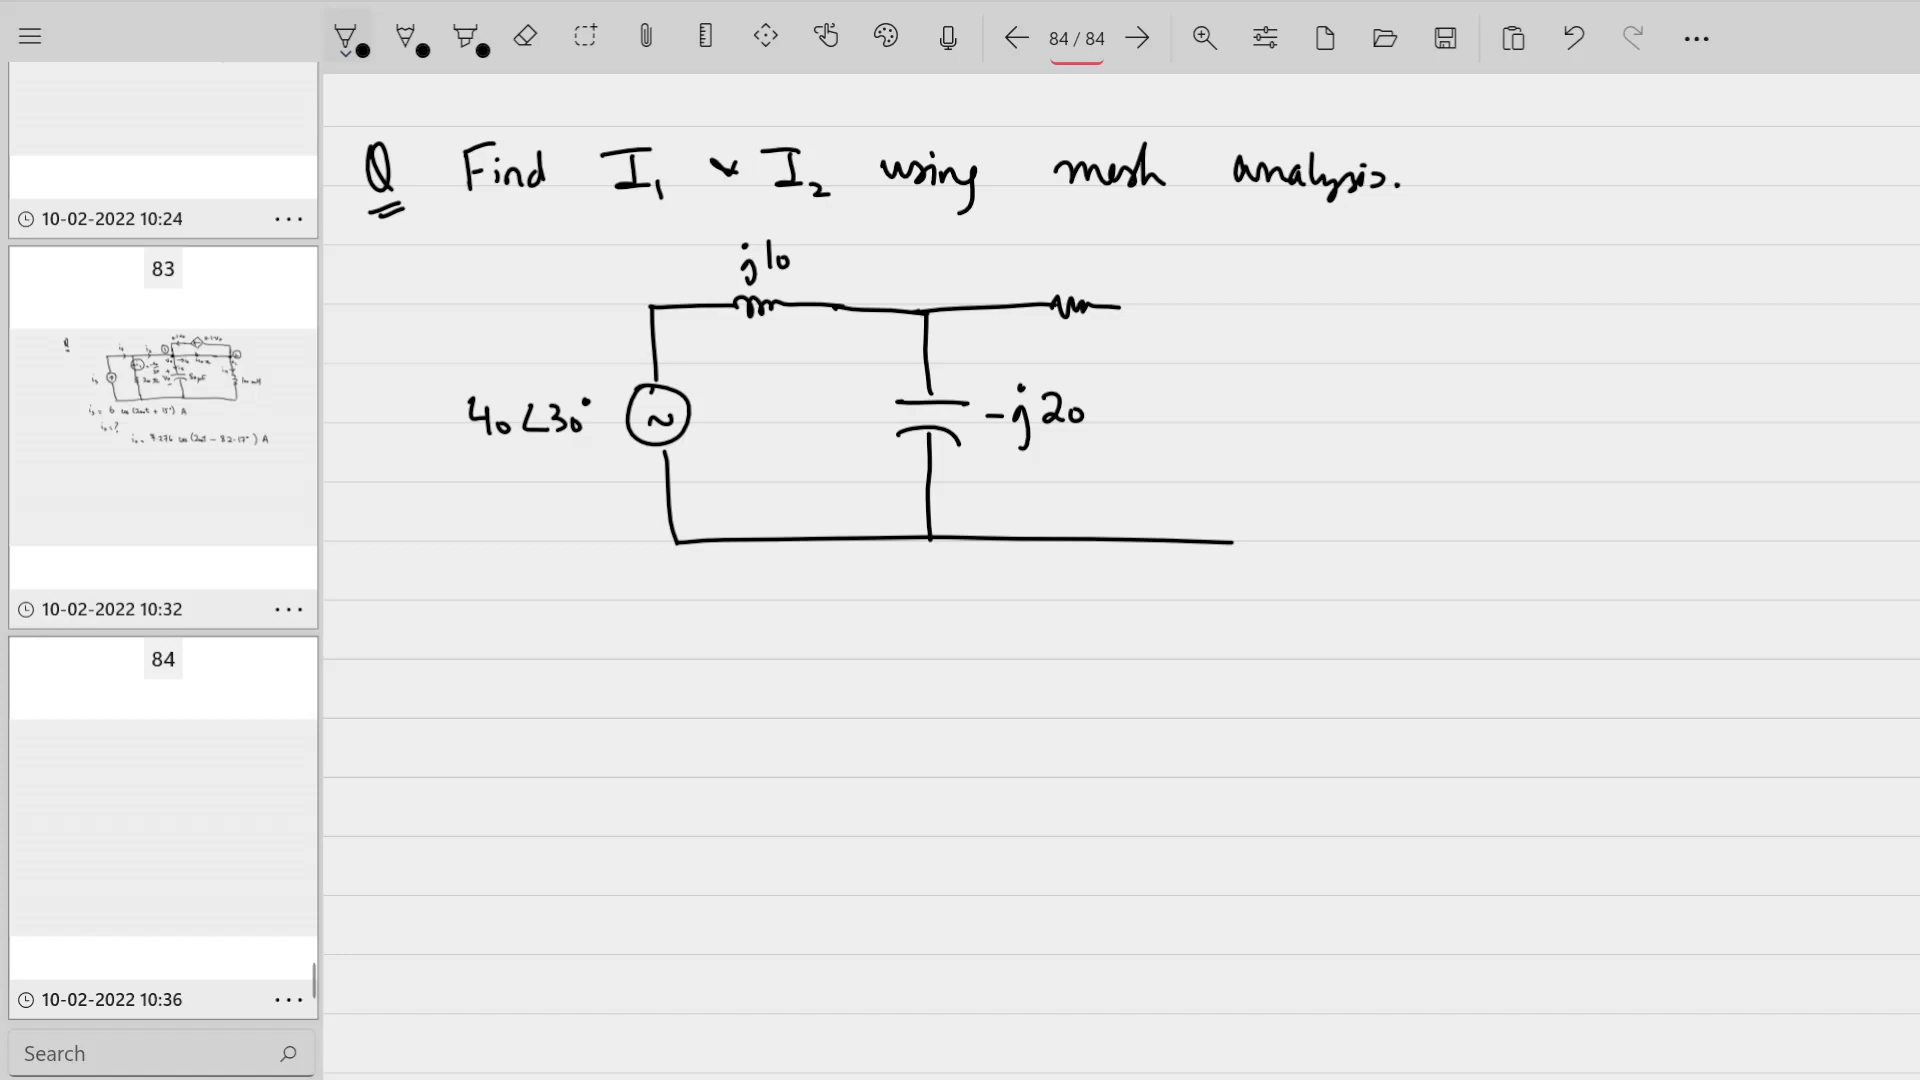 84 / 84
10-02-2022 10:24
83
10-02-2022 10:32
84
10-02-2022 10:36
Search
Q Find I₁ & I₂ using mesh analysis.
j10
40∠30° ~ -j20